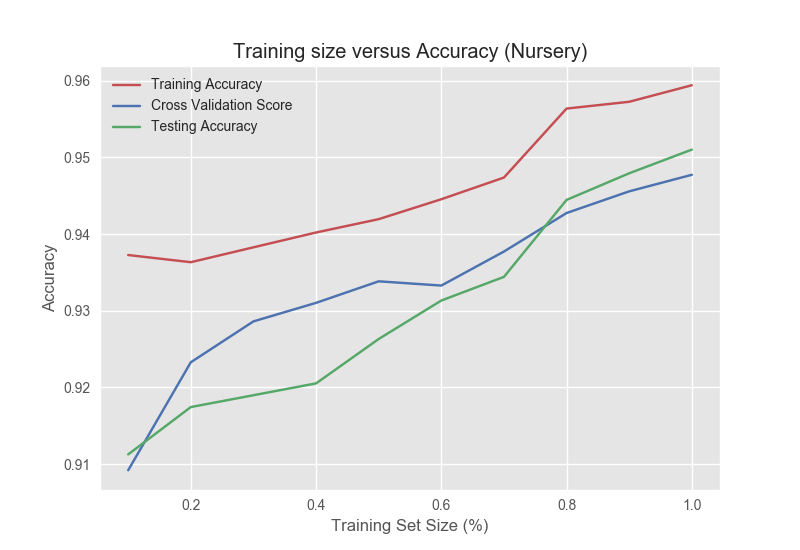 Training size versus Accuracy (Nursery)
Training Accuracy
Cross Validation Score
Testing Accuracy
Accuracy
0.96
0.95
0.94
0.93
0.92
0.91
0.2 0.4 0.6 0.8 1.0
Training Set Size (%)